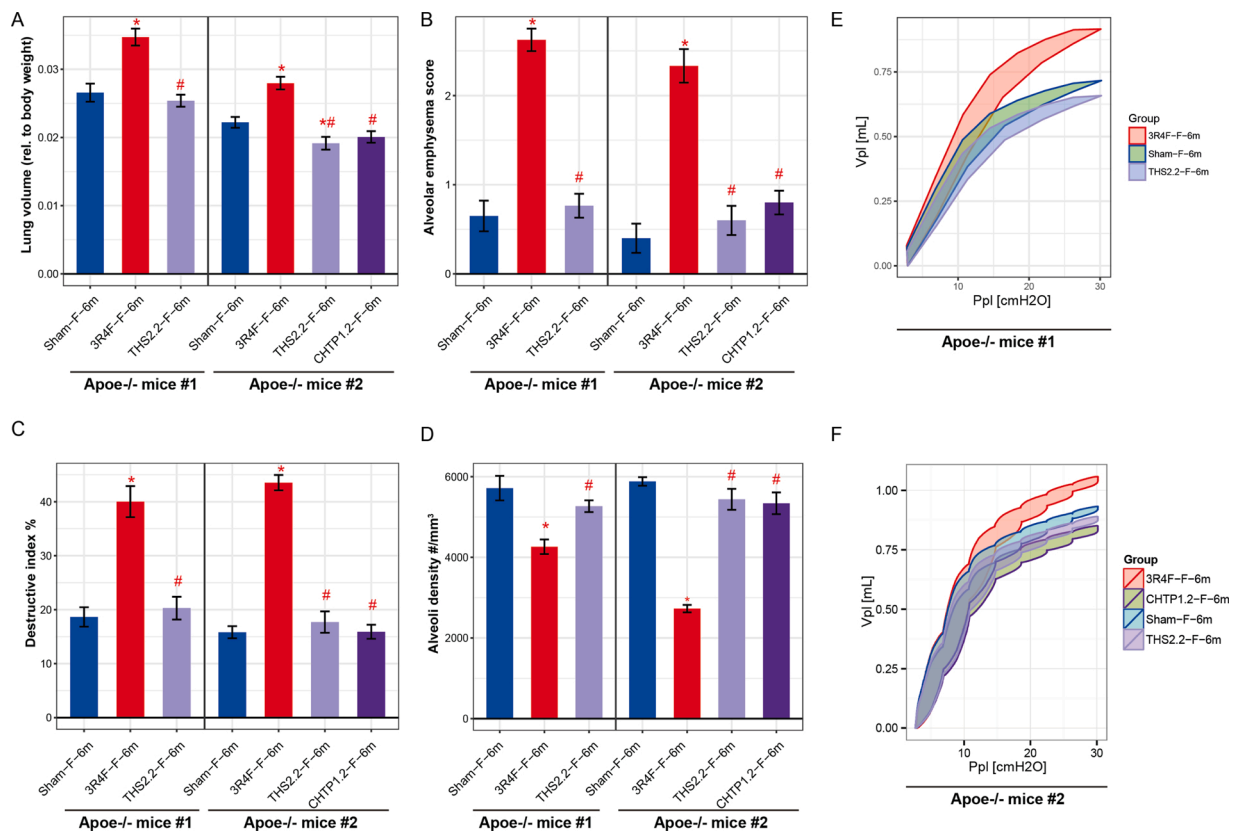 A
Lung volume (rel. to body weight)
0.03
0.02
0.01
0.00
*
#
*
*#
#
Sham-F-6m
3R4F-F-6m
THS2.2-F-6m
Sham-F-6m
3R4F-F-6m
THS2.2-F-6m
CHTP1.2-F-6m
Apoe-/- mice #1
Apoe-/- mice #2
B
Alveolar emphysema score
2
1
0
*
#
*
#
#
Sham-F-6m
3R4F-F-6m
THS2.2-F-6m
Sham-F-6m
3R4F-F-6m
THS2.2-F-6m
CHTP1.2-F-6m
Apoe-/- mice #1
Apoe-/- mice #2
E
Vpl [mL]
0.75
0.50
0.25
0.00
10
20
30
Ppl [cmH2O]
Group
3R4F-F-6m
Sham-F-6m
THS2.2-F-6m
Apoe-/- mice #1
C
Destructive index %
40
30
20
10
0
*
#
*
#
#
Sham-F-6m
3R4F-F-6m
THS2.2-F-6m
Sham-F-6m
3R4F-F-6m
THS2.2-F-6m
CHTP1.2-F-6m
Apoe-/- mice #1
Apoe-/- mice #2
D
Alveoli density #/mm³
6000
4000
2000
0
*
#
*
#
#
Sham-F-6m
3R4F-F-6m
THS2.2-F-6m
Sham-F-6m
3R4F-F-6m
THS2.2-F-6m
CHTP1.2-F-6m
Apoe-/- mice #1
Apoe-/- mice #2
F
Vpl [mL]
1.00
0.75
0.50
0.25
0.00
10
20
30
Ppl [cmH2O]
Group
3R4F-F-6m
CHTP1.2-F-6m
Sham-F-6m
THS2.2-F-6m
Apoe-/- mice #2